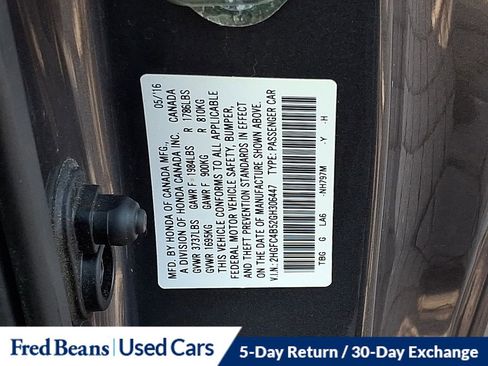 MFD. BY HONDA OF CANADA MFG., 05/16
A DIVISION OF HONDA CANADA INC. CANADA
GVWR 3737LBS GAWR F 1984LBS R 1786LBS
GVWR 1695KG GAWR F 900KG R 810KG
THIS VEHICLE CONFORMS TO ALL APPLICABLE
FEDERAL MOTOR VEHICLE SAFETY, BUMPER,
AND THEFT PREVENTION STANDARDS IN EFFECT
ON THE DATE OF MANUFACTURE SHOWN ABOVE.
V.I.N.: 2HGFC4B52GH306447 TYPE: PASSENGER CAR
TBG G LA6 -NH797M -Y -H
Fred Beans | Used Cars 5-Day Return / 30-Day Exchange